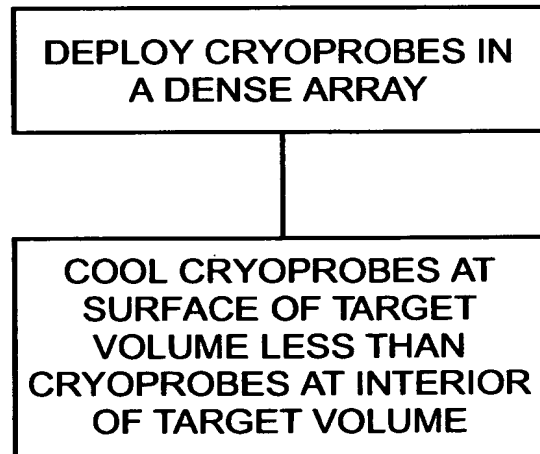 DEPLOY CRYOPROBES IN
A DENSE ARRAY
COOL CRYOPROBES AT
SURFACE OF TARGET
VOLUME LESS THAN
CRYOPROBES AT INTERIOR
OF TARGET VOLUME